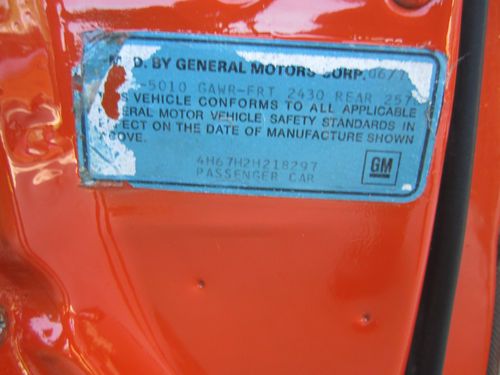 BY GENERAL MOTORS CORP. 06/
5010 GAWR-FRT 2430 REAR 257
VEHICLE CONFORMS TO ALL APPLICABLE
ERAL MOTOR VEHICLE SAFETY STANDARDS IN
ECT ON THE DATE OF MANUFACTURE SHOWN
OVE.
4H67H2H218297
PASSENGER CAR
GM